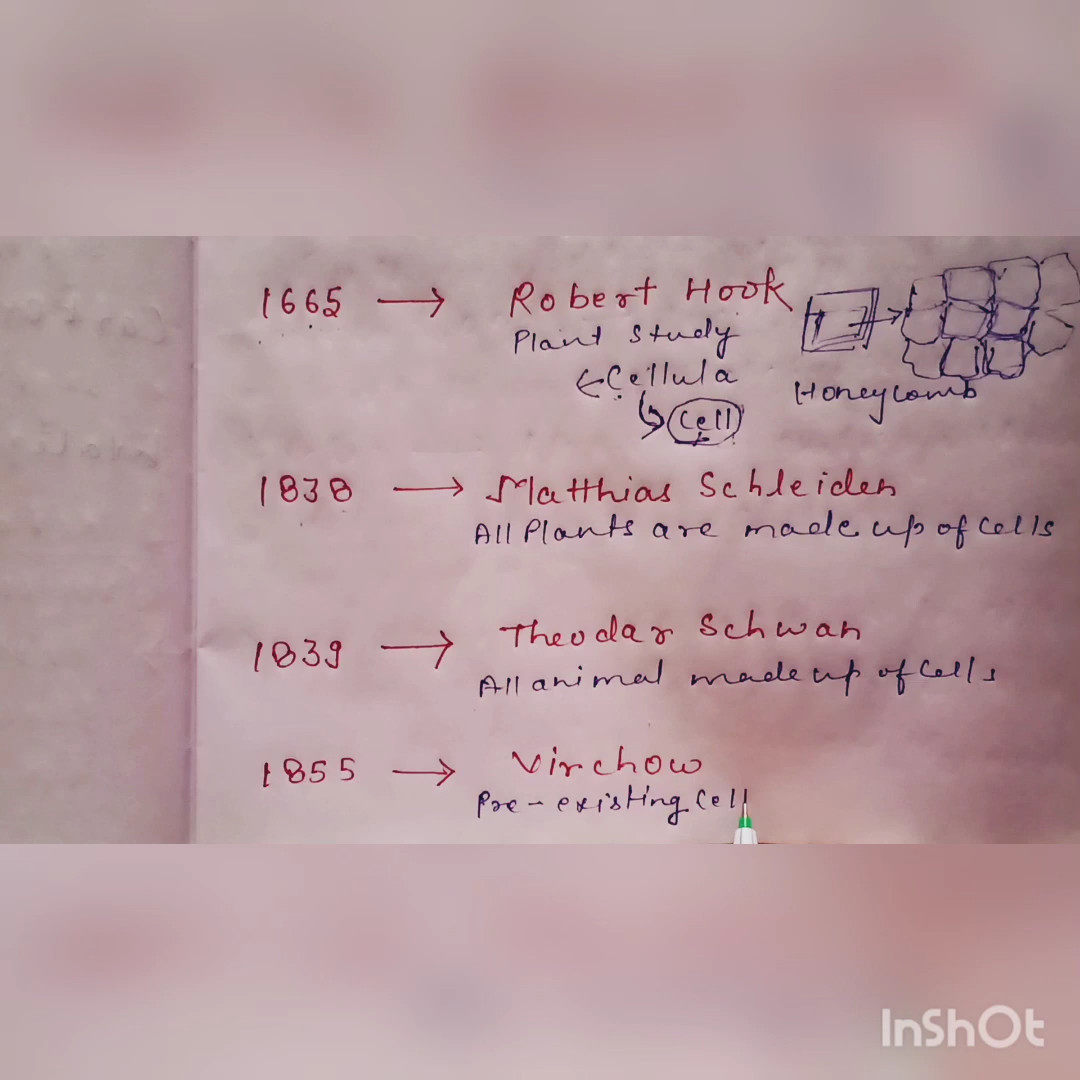 1665 → Robert Hook
Plant Study
← Cellula
Cell
Honeycomb
1838 → Matthias Schleiden
All Plants are made up of cells
1839 → Theodar Schwan
All animal made up of Cells
1855 → Virchow
Pre-existing Cell
InShOt